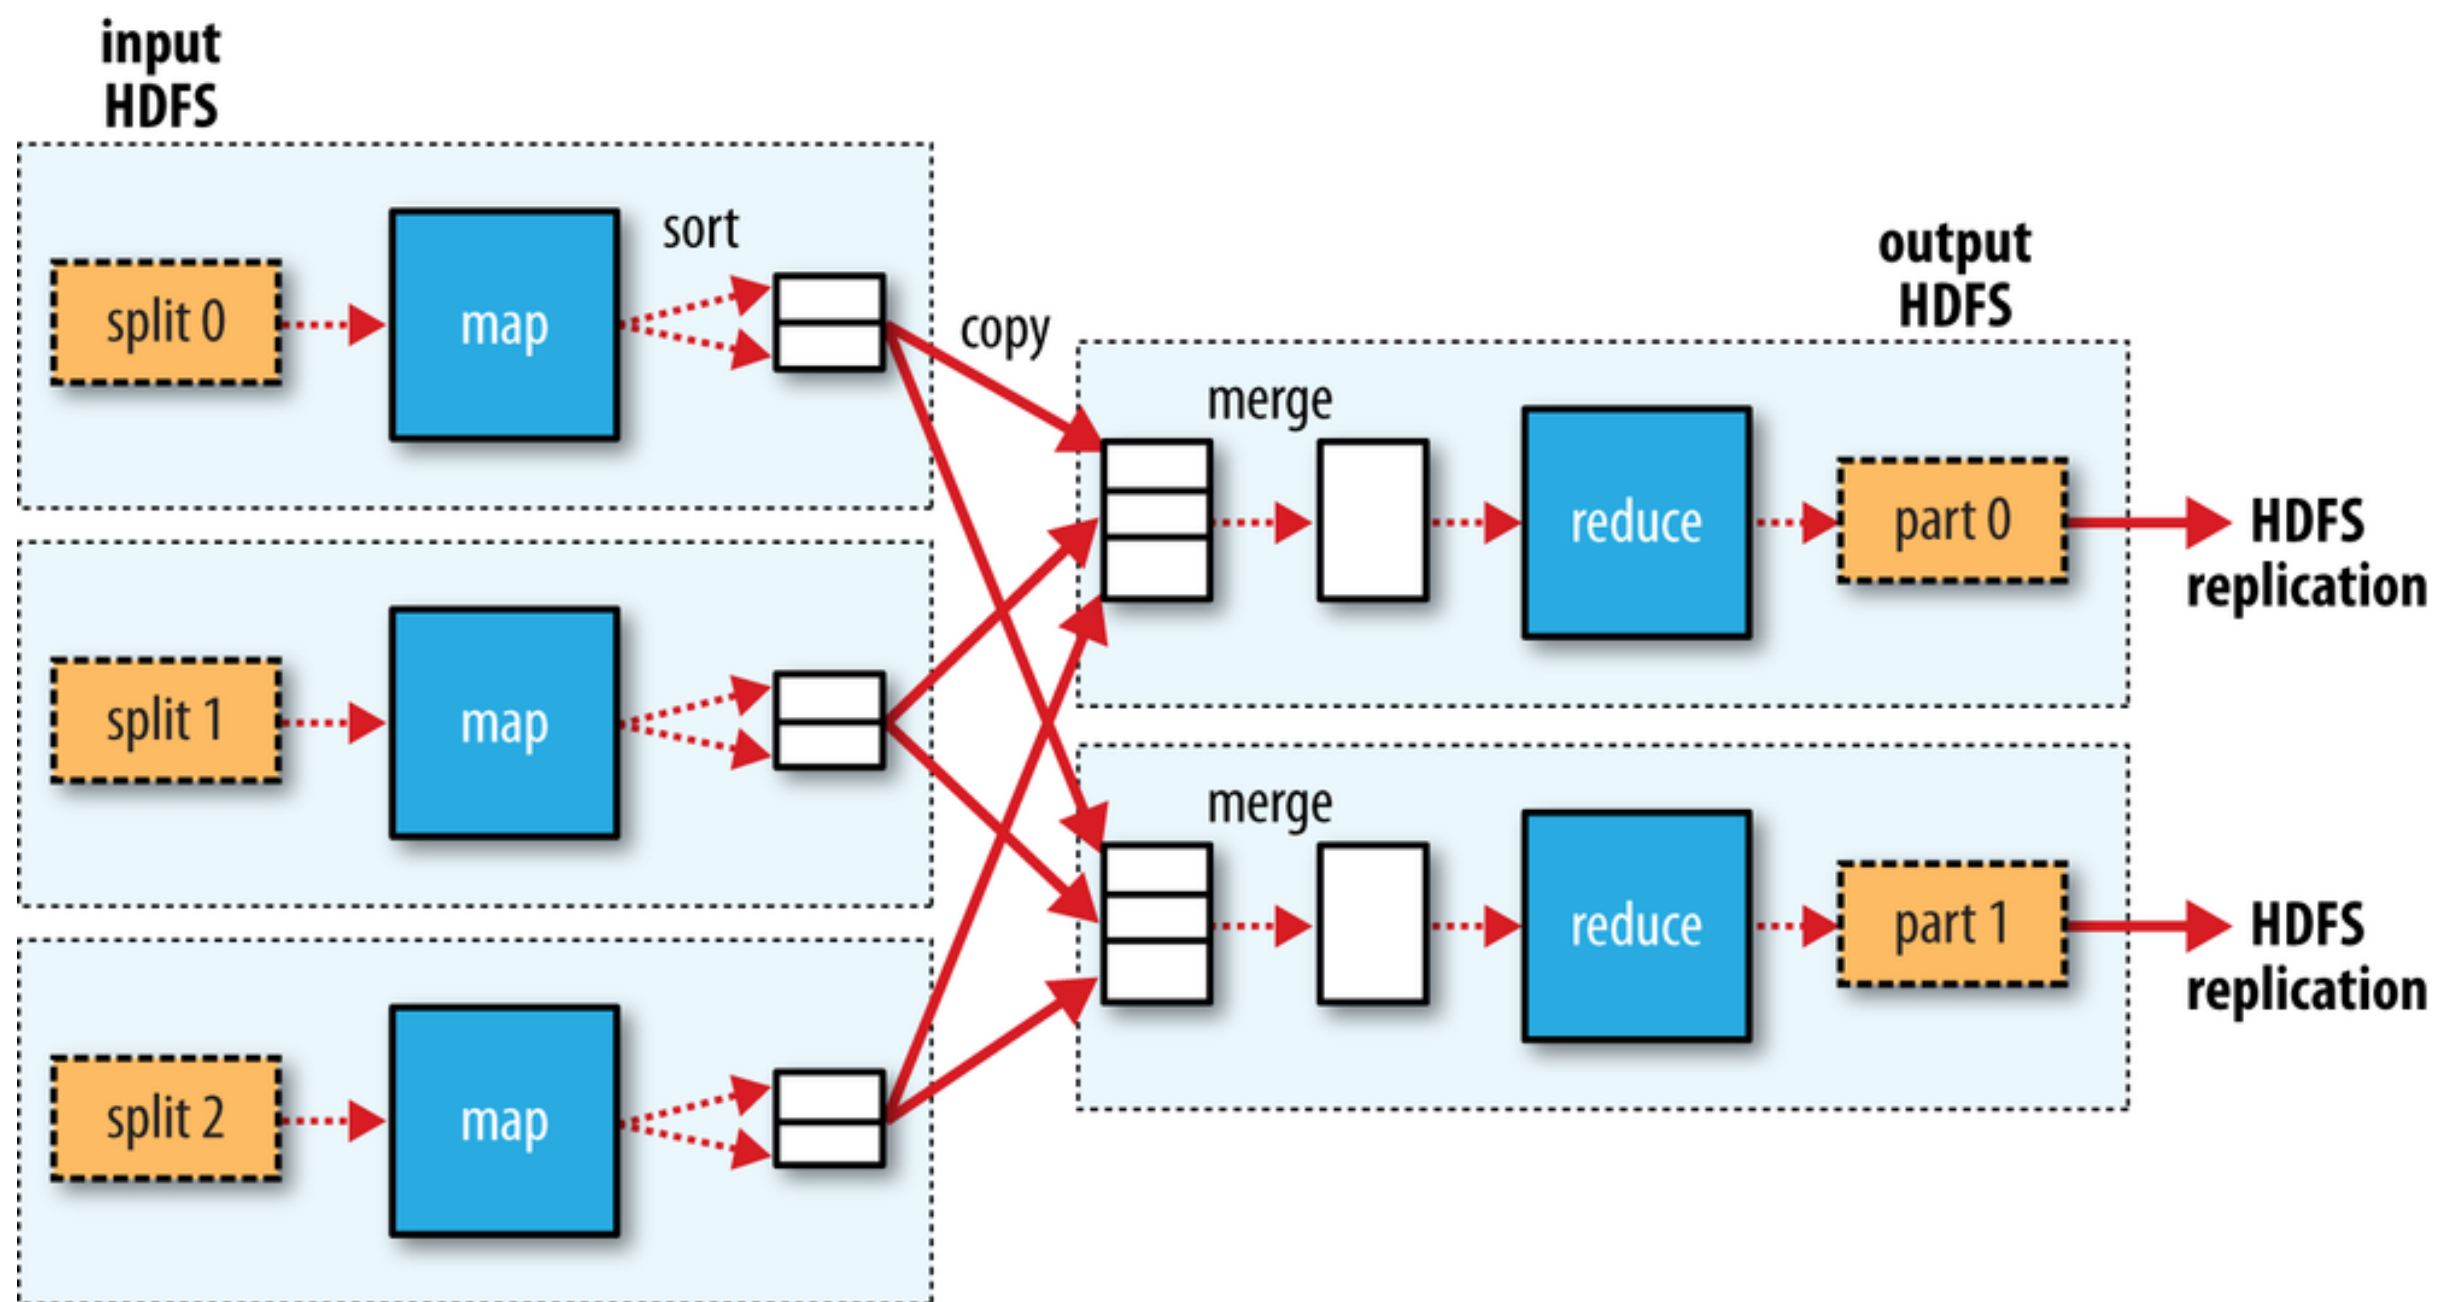 input
HDFS
split 0
map
sort
copy
split 1
map
split 2
map
output
HDFS
merge
reduce
part 0
HDFS
replication
merge
reduce
part 1
HDFS
replication